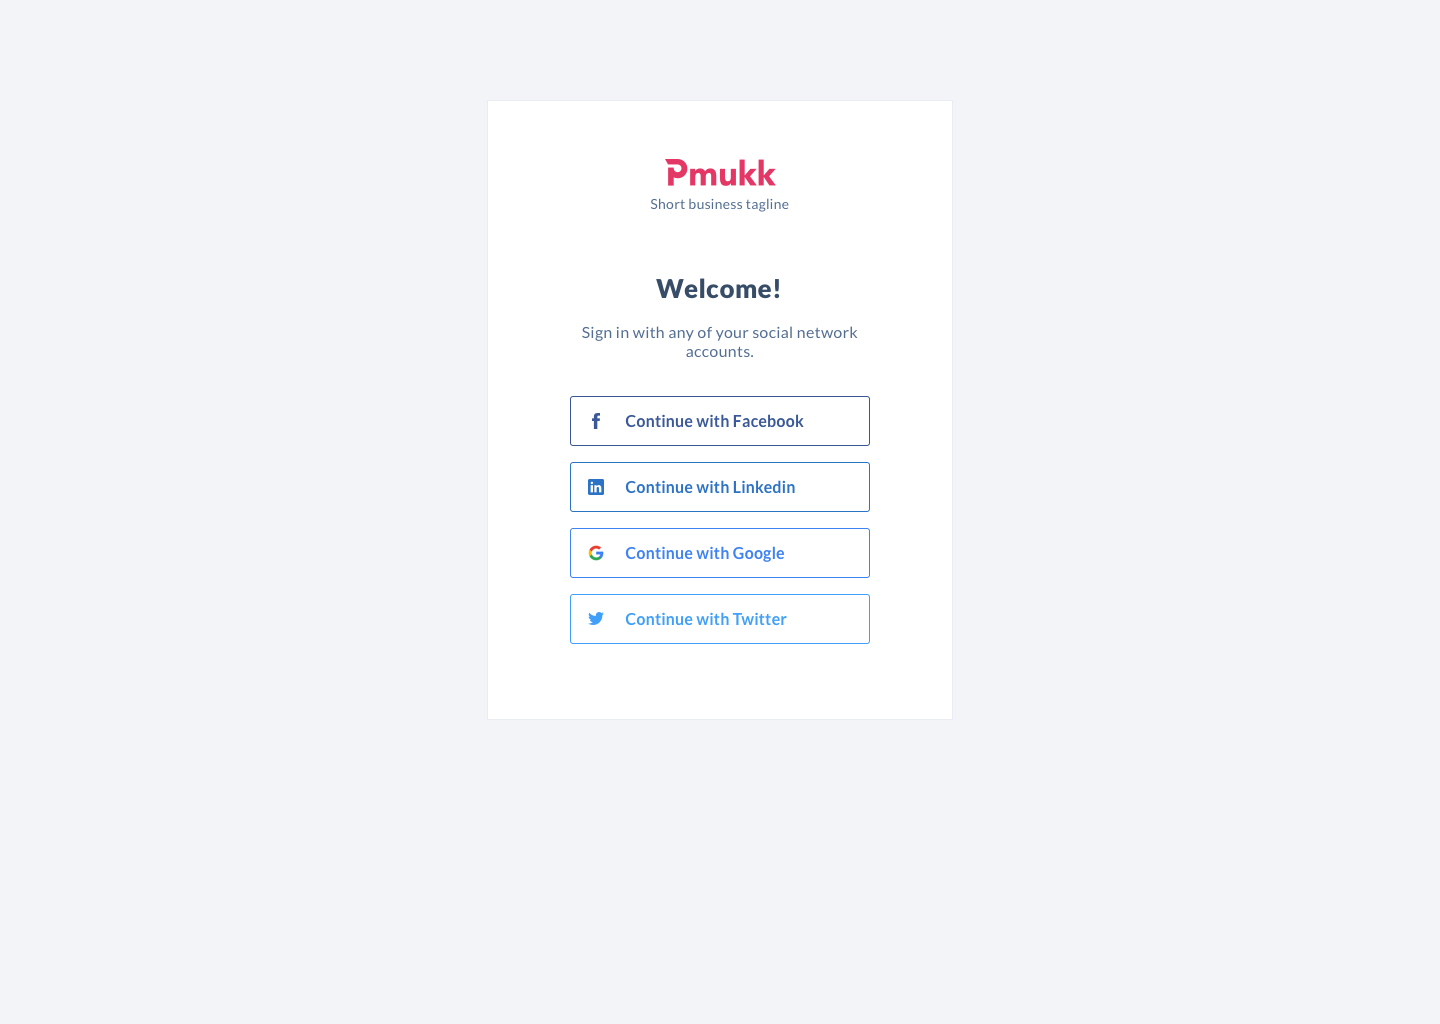 Pmukk
Short business tagline
Welcome!
Sign in with any of your social network
accounts.
Continue with Facebook
Continue with Linkedin
Continue with Google
Continue with Twitter